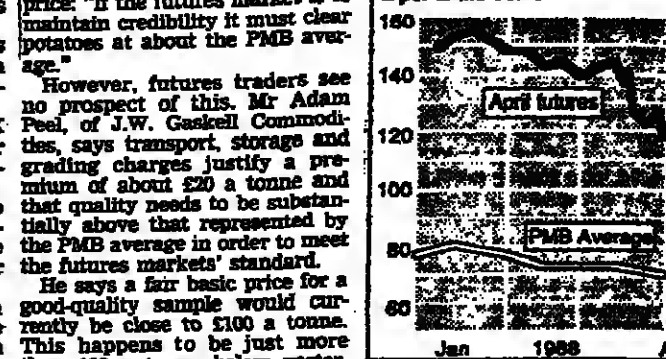 price: "If the futures market is to
maintain credibility it must clear
potatoes at about the PMB aver-
age."
However, futures traders see
no prospect of this. Mr Adam
Peel, of J.W. Gaskell Commodi-
ties, says transport, storage and
grading charges justify a pre-
mium of about £20 a tonne and
that quality needs to be substan-
tially above that represented by
the PMB average in order to meet
the futures markets' standard.
He says a fair basic price for a
good-quality sample would cur-
rently be close to £100 a tonne.
This happens to be just more
160
140
April futures
120
100
PMB Average
80
60
Jan 1988